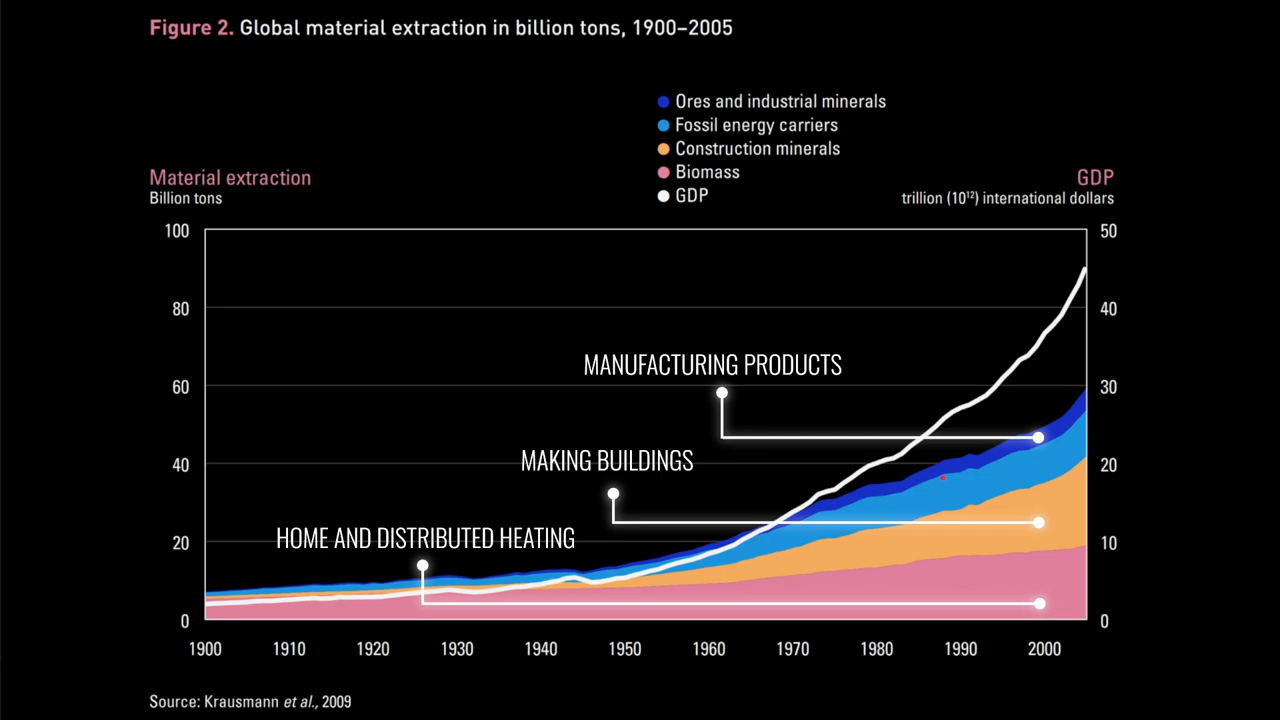 Figure 2. Global material extraction in billion tons, 1900–2005
Ores and industrial minerals
Fossil energy carriers
Construction minerals
Biomass
GDP
Material extraction
Billion tons
GDP
trillion (10¹²) international dollars
100
80
60
40
20
0
50
40
30
20
10
0
MANUFACTURING PRODUCTS
MAKING BUILDINGS
HOME AND DISTRIBUTED HEATING
1900 1910 1920 1930 1940 1950 1960 1970 1980 1990 2000
Source: Krausmann et al., 2009